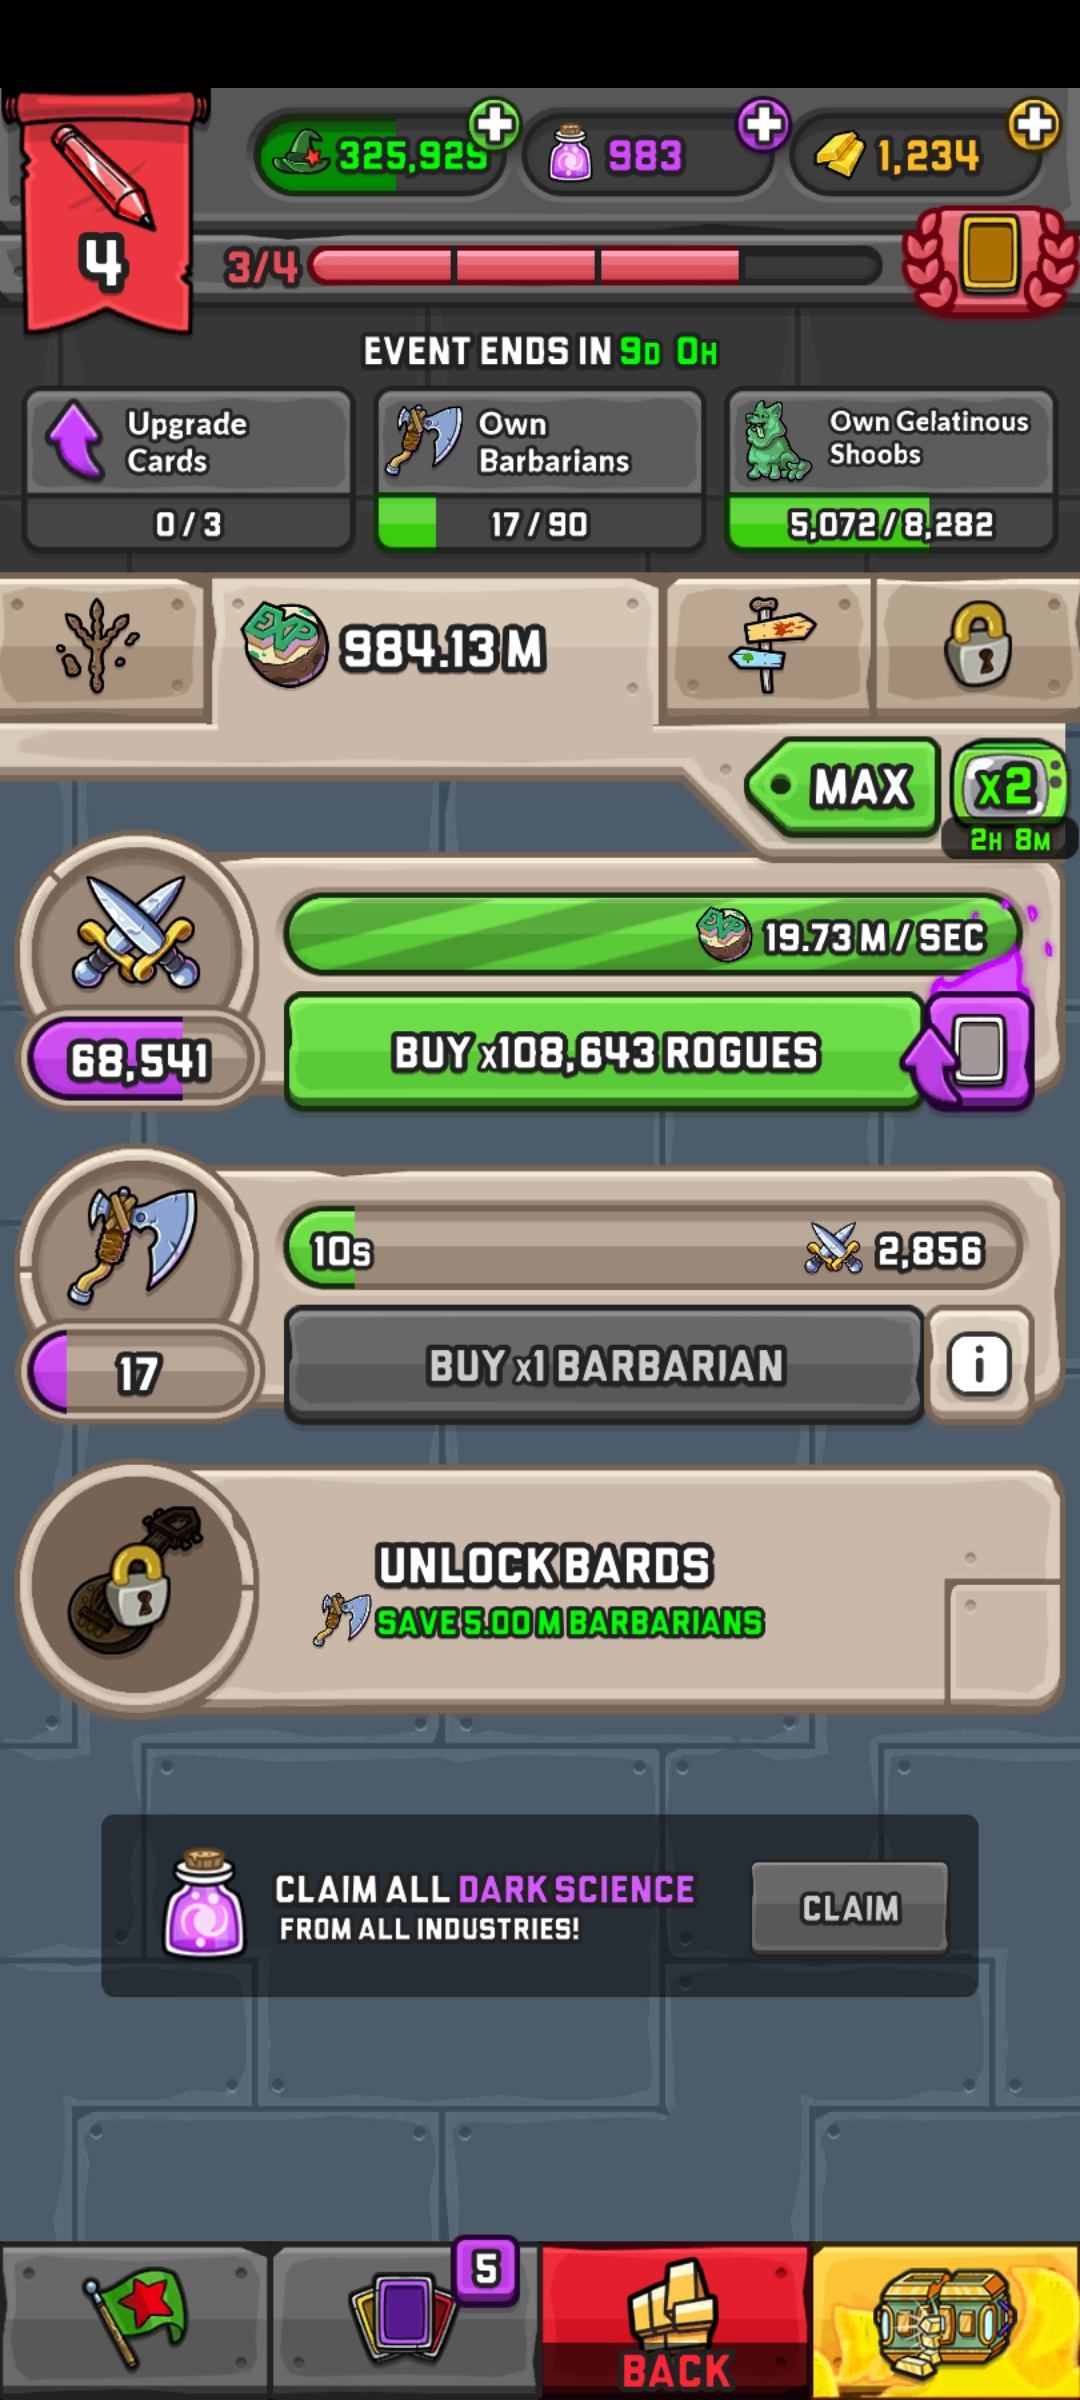 325,929
983
1,234
4
3/4
EVENT ENDS IN 9D 0H
Upgrade
Cards
0 / 3
Own
Barbarians
17 / 90
Own Gelatinous
Shoobs
5,072 / 8,282
EXP
984.13 M
MAX
x2
2H 8M
EXP
19.73 M / SEC
68,541
BUY x108,643 ROGUES
10s
2,856
17
BUY x1 BARBARIAN
i
UNLOCK BARDS
SAVE 5.00 M BARBARIANS
CLAIM ALL DARK SCIENCE
FROM ALL INDUSTRIES!
CLAIM
5
BACK